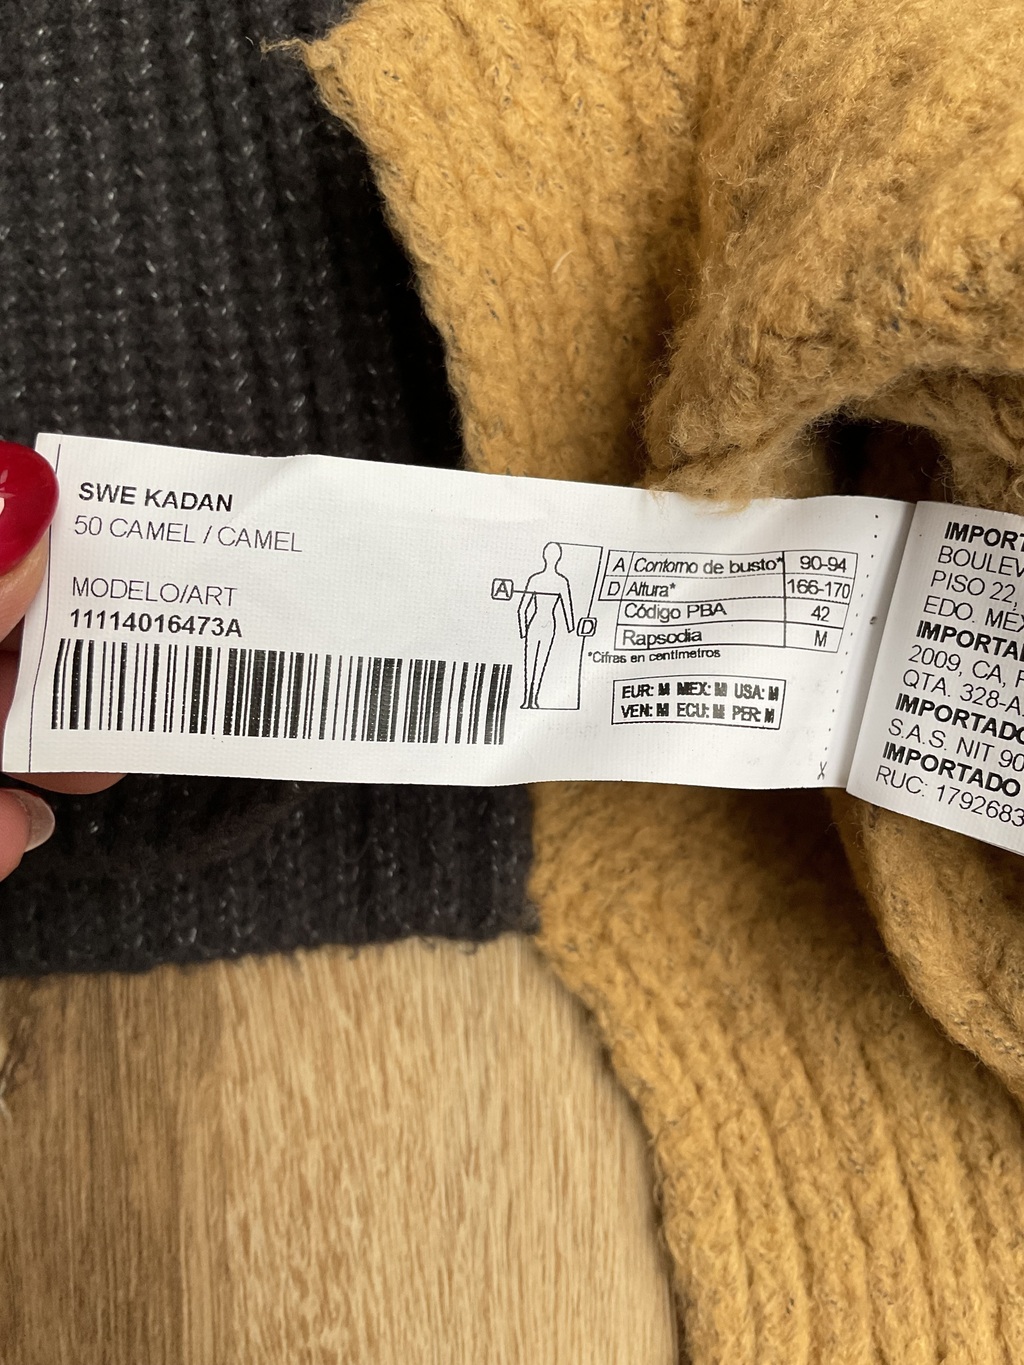 SWE KADAN
50 CAMEL / CAMEL
MODELO/ART
11114016473A
A
D
A Contorno de busto* 90-94
D Altura* 166-170
Código PBA 42
Rapsodia M
*Cifras en centímetros
EUR: M MEX: M USA: M
VEN: M ECU: M PER: M
IMPORT
BOULEV
PISO 22,
EDO. MÉX
IMPORTA
2009, CA, F
QTA. 328-A
IMPORTADO
S.A.S. NIT 90
IMPORTADO
RUC: 1792683